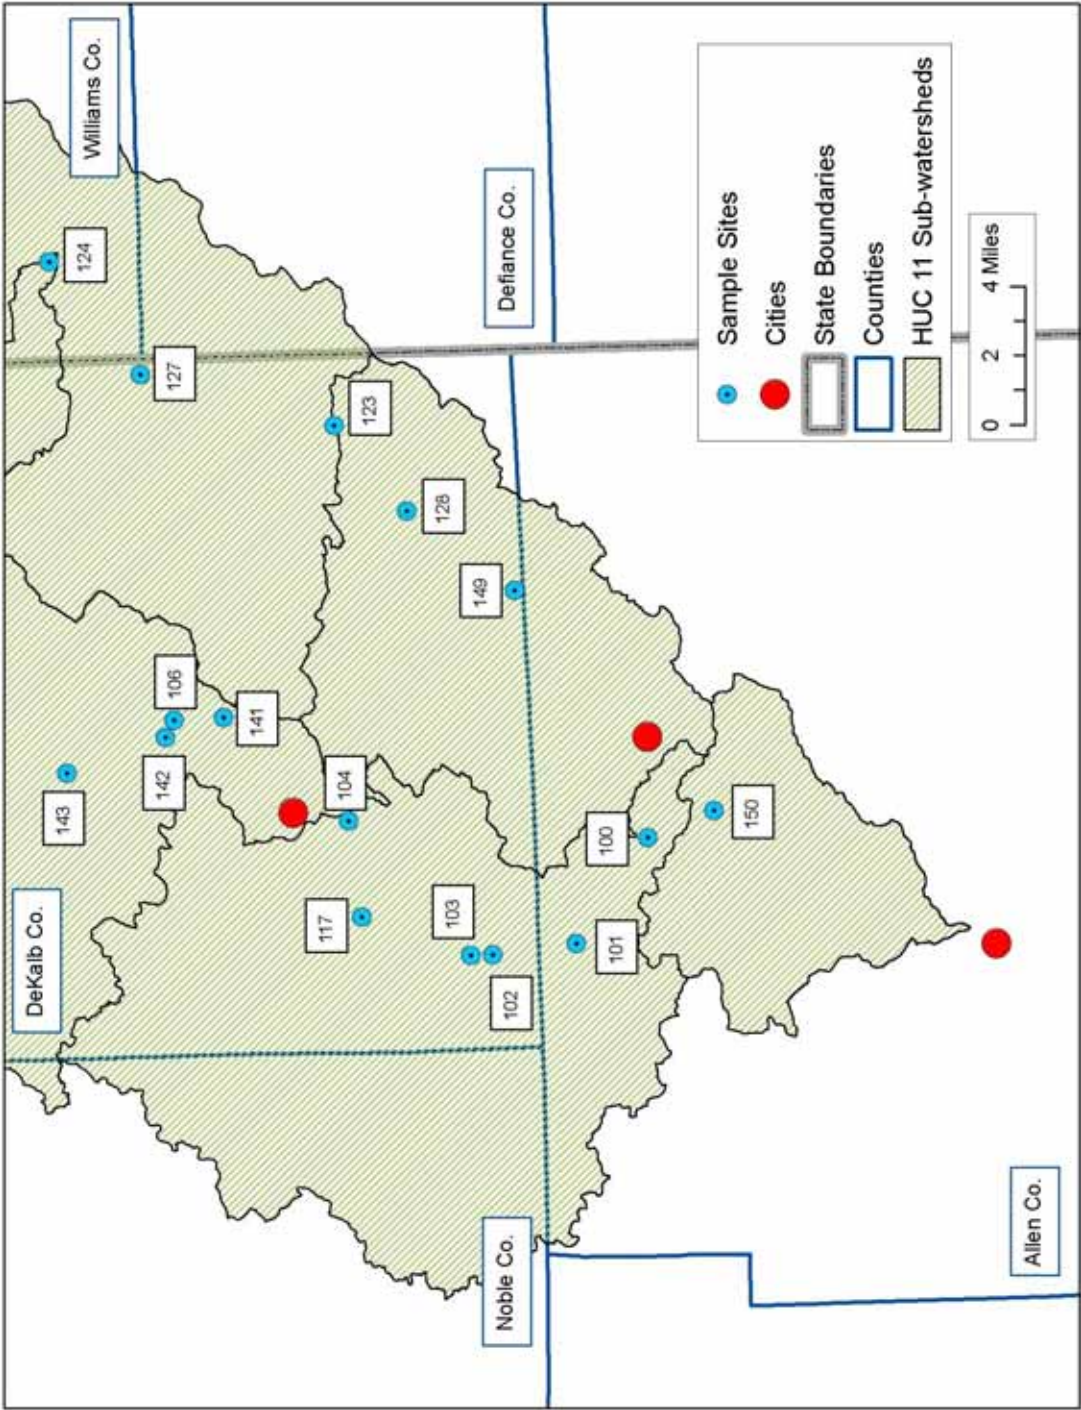 Williams Co.
124
127
Defiance Co.
123
128
149
106
141
142
143
104
DeKalb Co.
117
103
102
100
150
101
Noble Co.
Allen Co.
Sample Sites
Cities
State Boundaries
Counties
HUC 11 Sub-watersheds
0 2 4 Miles